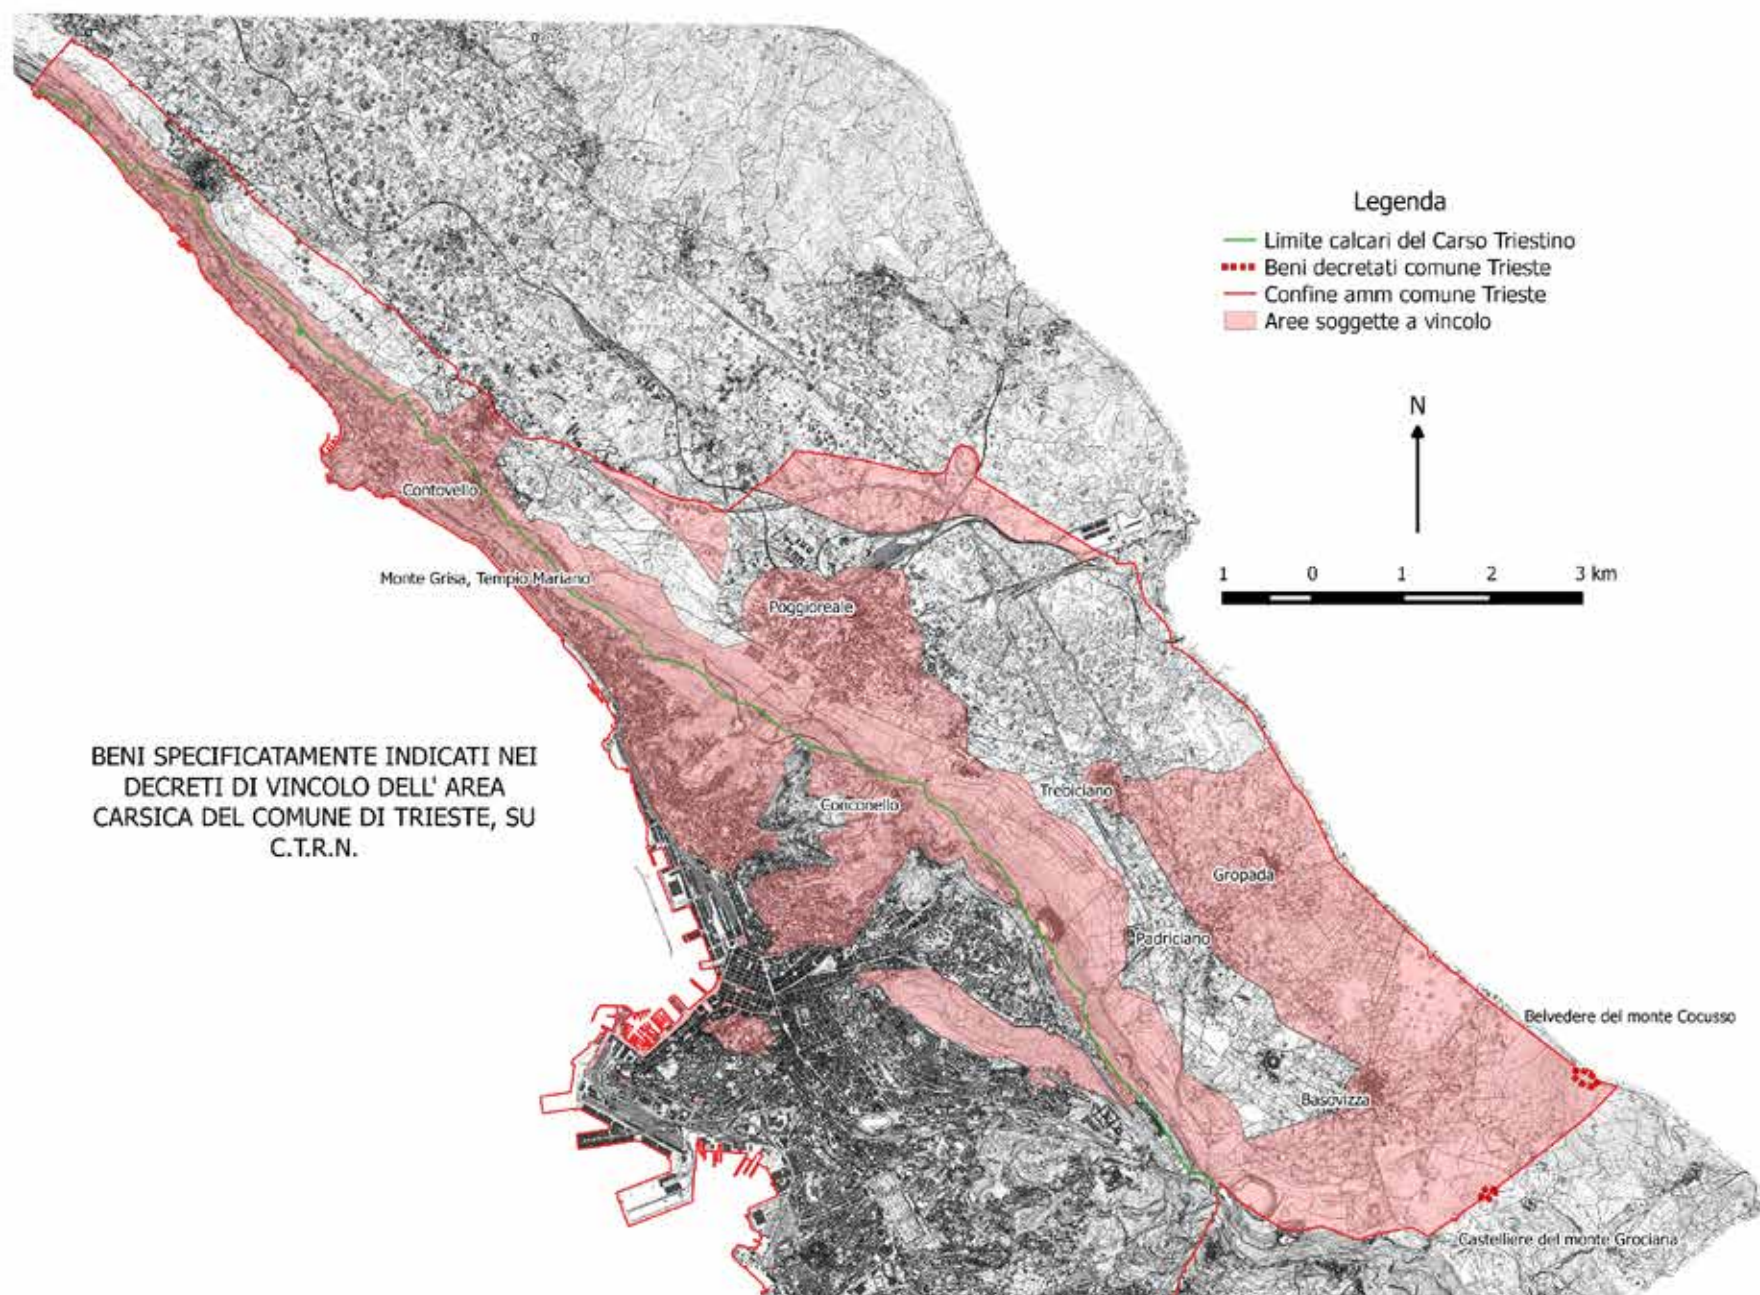 Legenda
Limite calcari del Carso Triestino
Beni decretati comune Trieste
Confine amm comune Trieste
Aree soggette a vincolo
N
1 0 1 2 3 km
Contovello
Monte Grisa, Tempio Mariano
Poggioreale
BENI SPECIFICATAMENTE INDICATI NEI
DECRETI DI VINCOLO DELL' AREA
CARSICA DEL COMUNE DI TRIESTE, SU
C.T.R.N.
Conconello
Trebiciano
Gropada
Padriciano
Belvedere del monte Cocusso
Basovizza
Castelliere del monte Grociana